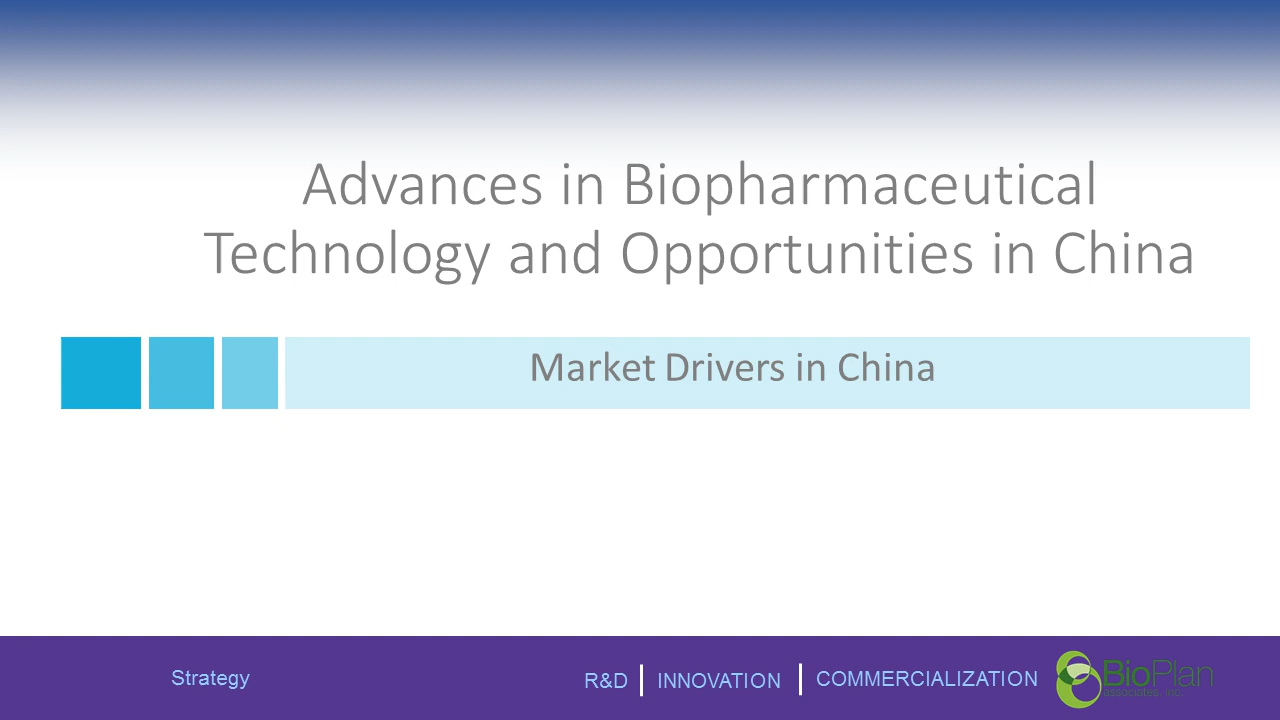 Advances in Biopharmaceutical
Technology and Opportunities in China
Market Drivers in China
Strategy
R&D
INNOVATION
COMMERCIALIZATION
BioPlan
associates, inc.